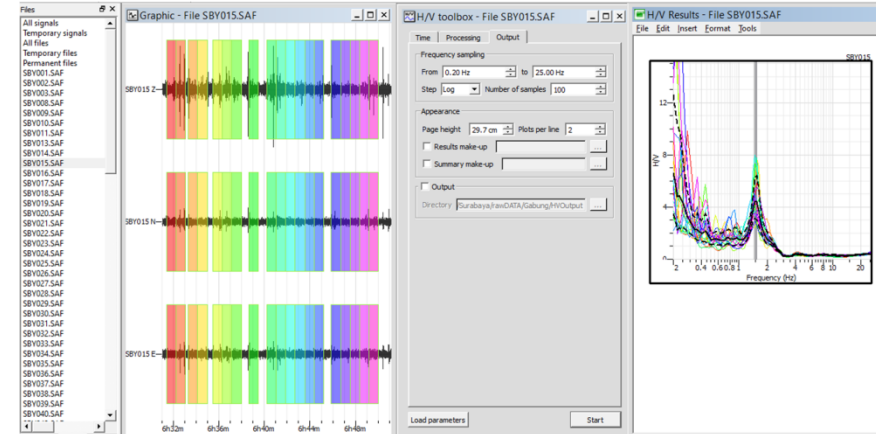 Files
All signals
Temporary signals
All files
Temporary files
Permanent files
SBY001.SAF
SBY002.SAF
SBY003.SAF
SBY008.SAF
SBY009.SAF
SBY010.SAF
SBY011.SAF
SBY013.SAF
SBY014.SAF
SBY015.SAF
SBY016.SAF
SBY017.SAF
SBY018.SAF
SBY019.SAF
SBY020.SAF
SBY021.SAF
SBY022.SAF
SBY023.SAF
SBY024.SAF
SBY025.SAF
SBY026.SAF
SBY027.SAF
SBY028.SAF
SBY029.SAF
SBY030.SAF
SBY031.SAF
SBY032.SAF
SBY033.SAF
SBY034.SAF
SBY035.SAF
SBY036.SAF
SBY037.SAF
SBY038.SAF
SBY039.SAF
SBY040.SAF
Graphic - File SBY015.SAF
SBY015 Z
SBY015 N
SBY015 E
6h32m 6h36m 6h40m 6h44m 6h48m
H/V toolbox - File SBY015.SAF
Time Processing Output
Frequency sampling
From 0.20 Hz to 25.00 Hz
Step Log Number of samples 100
Appearance
Page height 29.7 cm Plots per line 2
Results make-up ...
Summary make-up ...
Output
Directory /Surabaya/rawDATA/Gabung/HVOutput ...
Load parameters Start
H/V Results - File SBY015.SAF
File Edit Insert Format Tools
SBY015
12
8
H/V
4
0
2 0.4 0.60.81 2 4 6 8 10 20
Frequency (Hz)